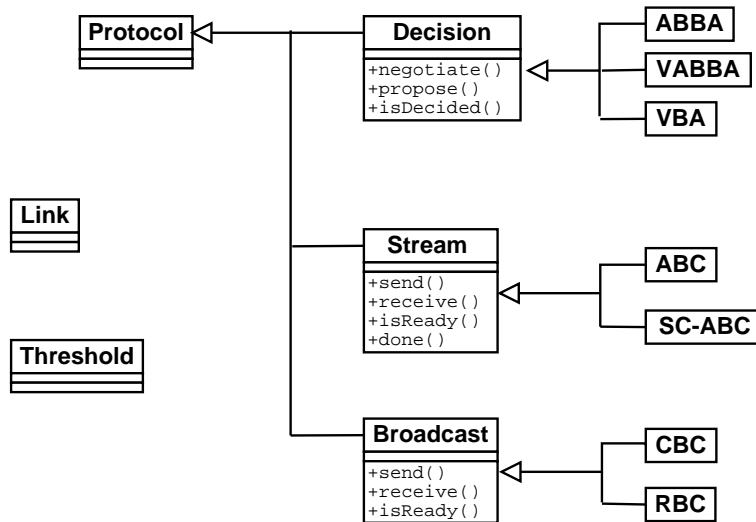 Protocol
Decision
+negotiate()
+propose()
+isDecided()
ABBA
VABBA
VBA
Link
Stream
+send()
+receive()
+isReady()
+done()
ABC
SC-ABC
Threshold
Broadcast
+send()
+receive()
+isReady()
CBC
RBC